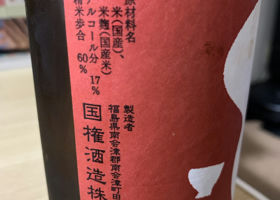 原材料名
米(国産)、
米麹(国産米)
アルコール分 17%
精米歩合 60%
製造者
福島県南会津郡南会津町田
国権酒造株